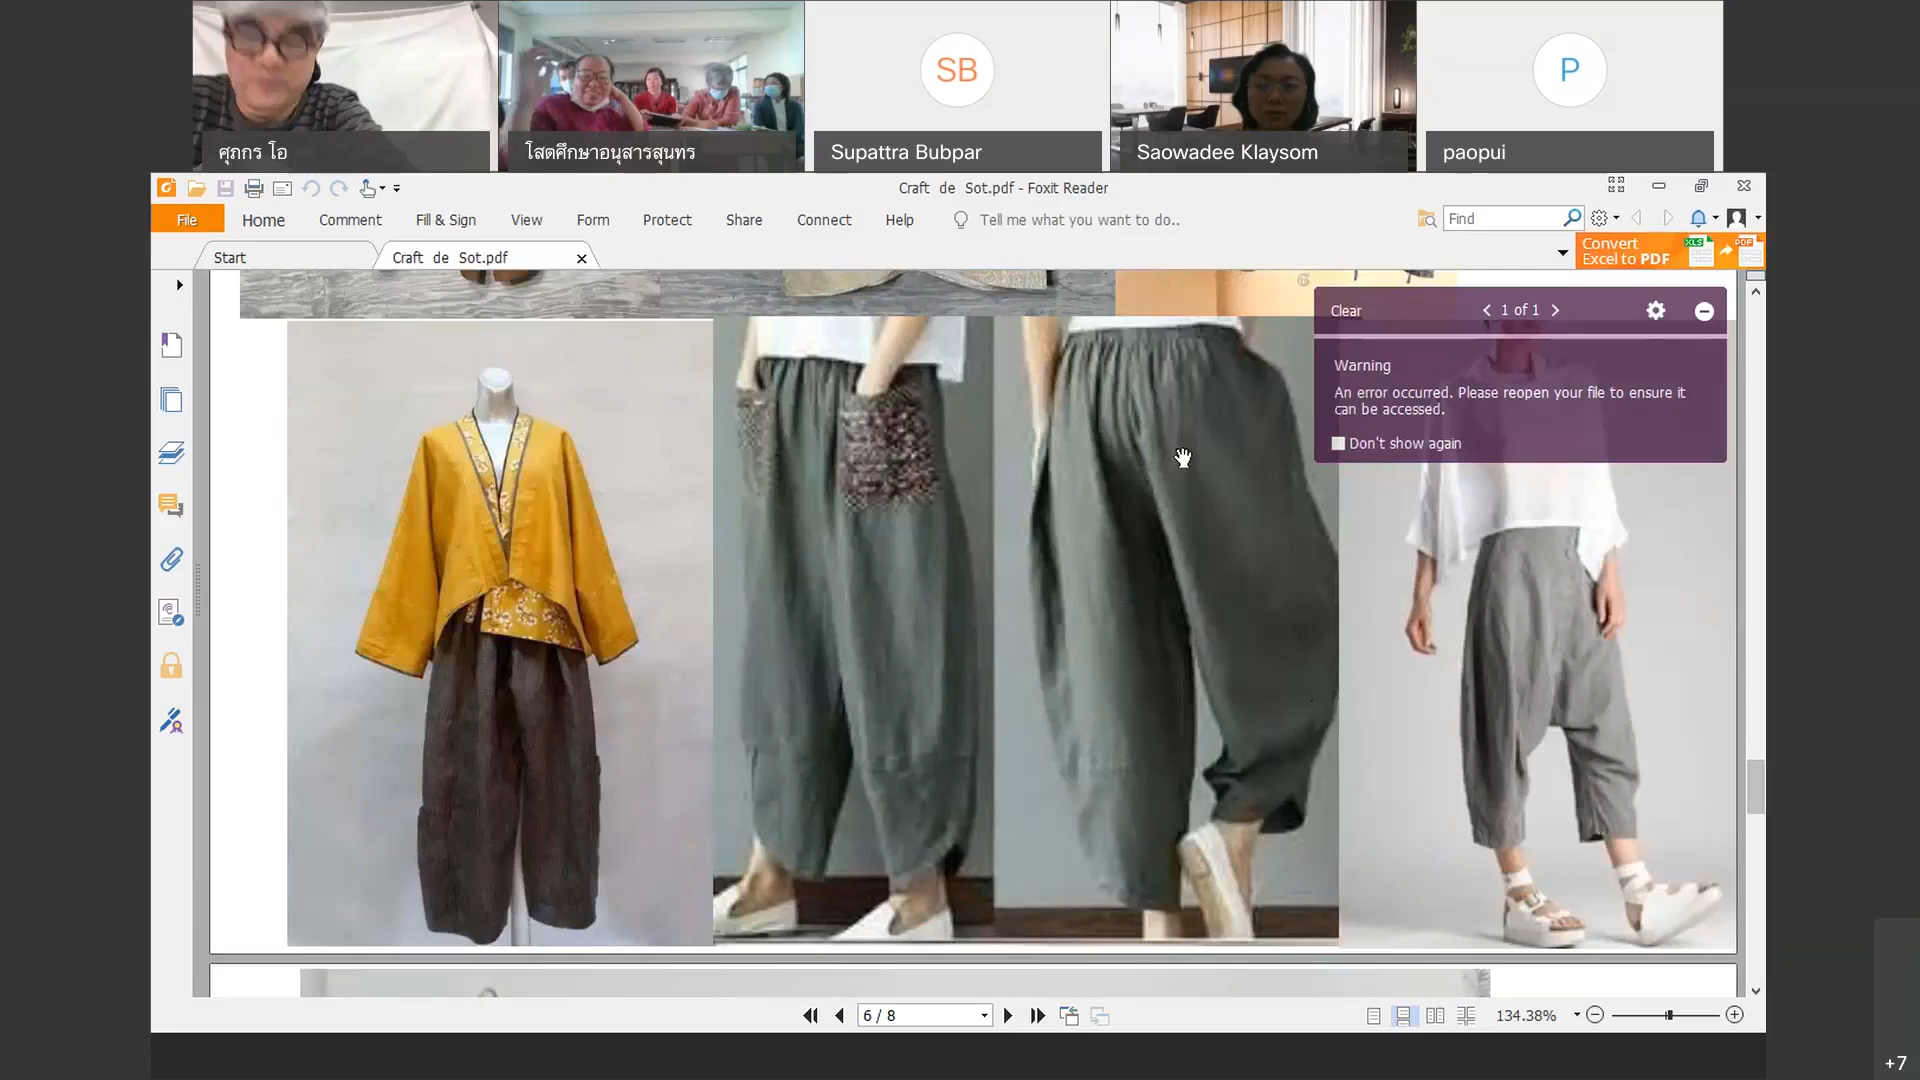 SB
P
ศุภกร โอ
โสตศึกษาอนุสารสุนทร
Supattra Bubpar
Saowadee Klaysom
paopui
Craft de Sot.pdf - Foxit Reader
File
Home
Comment
Fill & Sign
View
Form
Protect
Share
Connect
Help
Tell me what you want to do..
Find
Start
Craft de Sot.pdf
Convert
Excel to PDF
XLS
PDF
6
Clear
1 of 1
Warning
An error occurred. Please reopen your file to ensure it
can be accessed.
Don't show again
6 / 8
134.38%
+7